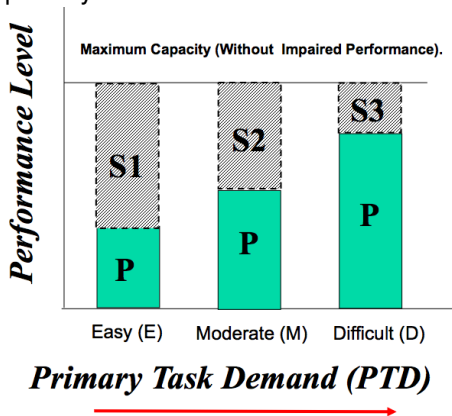 Maximum Capacity (Without Impaired Performance).
Performance Level
S1
S2
S3
P
P
P
Easy (E)
Moderate (M)
Difficult (D)
Primary Task Demand (PTD)